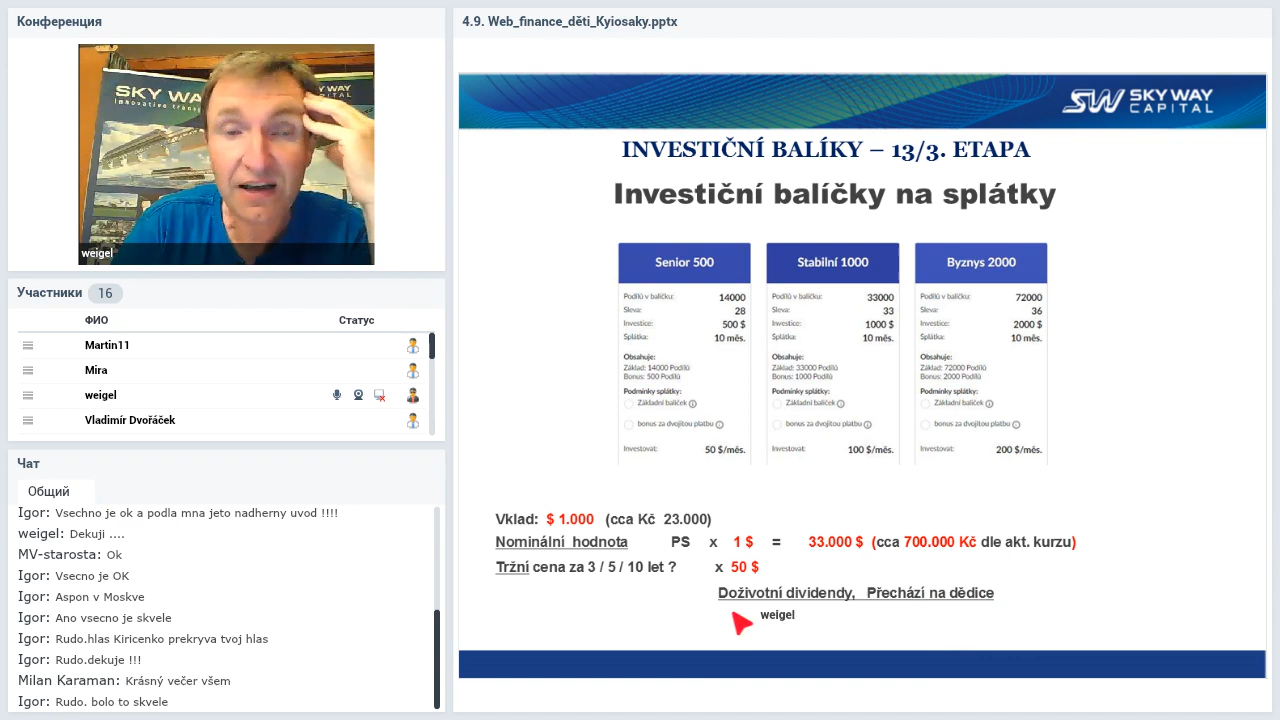 Конференция
SKY WA
innovative trans
WAY
CAPITAL
weigel
Участники 16
ФИО Статус
Martin11
Mira
weigel
Vladimír Dvořáček
Чат
Общий
Igor: Vsechno je ok a podla mna jeto nadherny uvod !!!!
weigel: Dekuji ....
MV-starosta: Ok
Igor: Vsecno je OK
Igor: Aspon v Moskve
Igor: Ano vsecno je skvele
Igor: Rudo.hlas Kiricenko prekryva tvoj hlas
Igor: Rudo.dekuje !!!
Milan Karaman: Krásný večer všem
Igor: Rudo. bolo to skvele
4.9. Web_finance_děti_Kyiosaky.pptx
SW SKY WAY
CAPITAL
INVESTIČNÍ BALÍKY – 13/3. ETAPA
Investiční balíčky na splátky
Senior 500
Podílů v balíčku: 14000
Sleva: 28
Investice: 500 $
Splátka: 10 měs.
Obsahuje:
Základ: 14000 Podílů
Bonus: 500 Podílů
Podmínky splátky:
Základní balíček
bonus za dvojitou platbu
Investovat: 50 $/měs.
Stabilní 1000
Podílů v balíčku: 33000
Sleva: 33
Investice: 1000 $
Splátka: 10 měs.
Obsahuje:
Základ: 33000 Podílů
Bonus: 1000 Podílů
Podmínky splátky:
Základní balíček
bonus za dvojitou platbu
Investovat: 100 $/měs.
Byznys 2000
Podílů v balíčku: 72000
Sleva: 36
Investice: 2000 $
Splátka: 10 měs.
Obsahuje:
Základ: 72000 Podílů
Bonus: 2000 Podílů
Podmínky splátky:
Základní balíček
bonus za dvojitou platbu
Investovat: 200 $/měs.
Vklad: $ 1.000 (cca Kč 23.000)
Nominální hodnota PS x 1 $ = 33.000 $ (cca 700.000 Kč dle akt. kurzu)
Tržní cena za 3 / 5 / 10 let ? x 50 $
Doživotní dividendy, Přechází na dědice
weigel